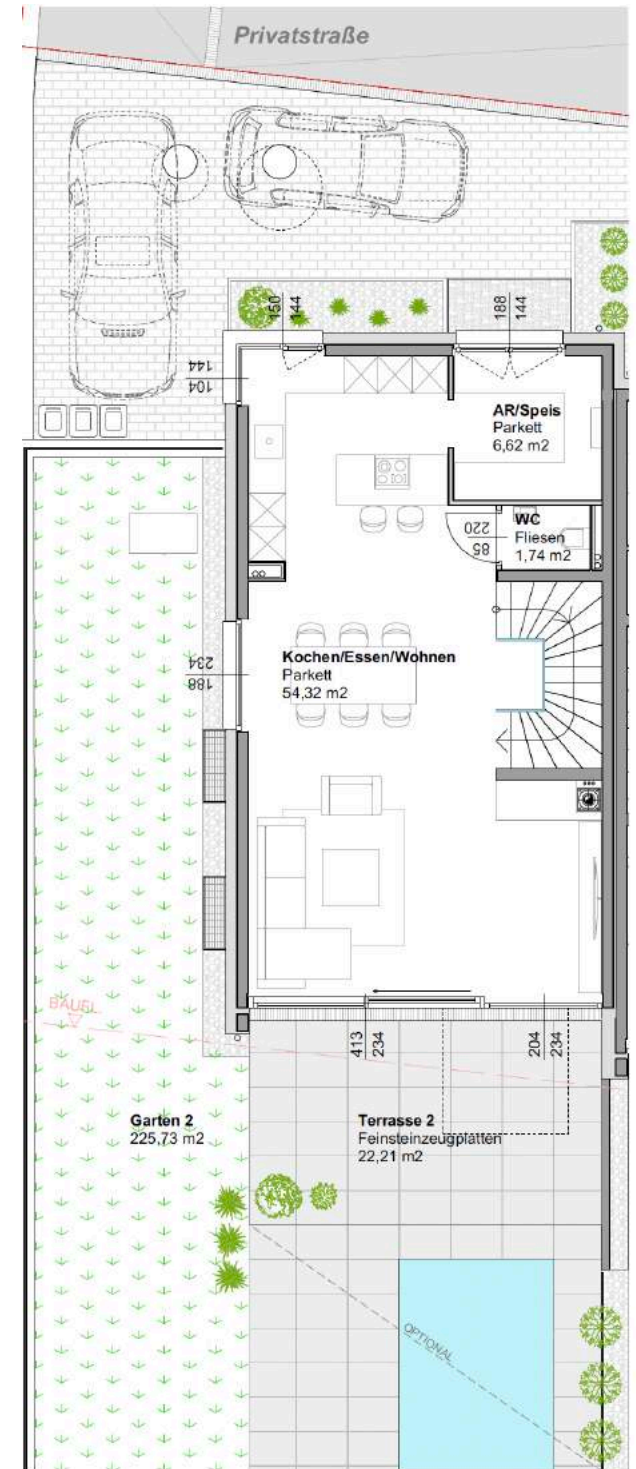 Privatstraße
150
144
188
144
144
104
AR/Speis
Parkett
6,62 m2
WC
Fliesen
1,74 m2
220
85
234
188
Kochen/Essen/Wohnen
Parkett
54,32 m2
BAUFL
413
234
204
234
Garten 2
225,73 m2
Terrasse 2
Feinsteinzeugplatten
22,21 m2
OPTIONAL